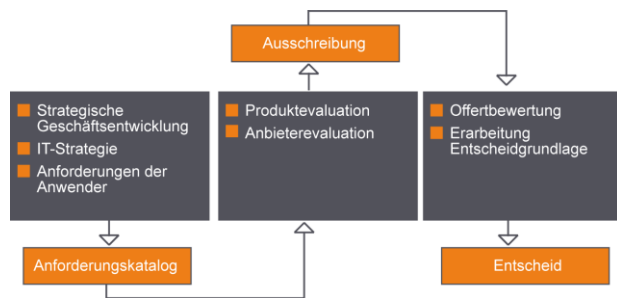 Ausschreibung
Strategische
Geschäftsentwicklung
IT-Strategie
Anforderungen der
Anwender
Produktevaluation
Anbieterevaluation
Offertbewertung
Erarbeitung
Entscheidgrundlage
Anforderungskatalog
Entscheid